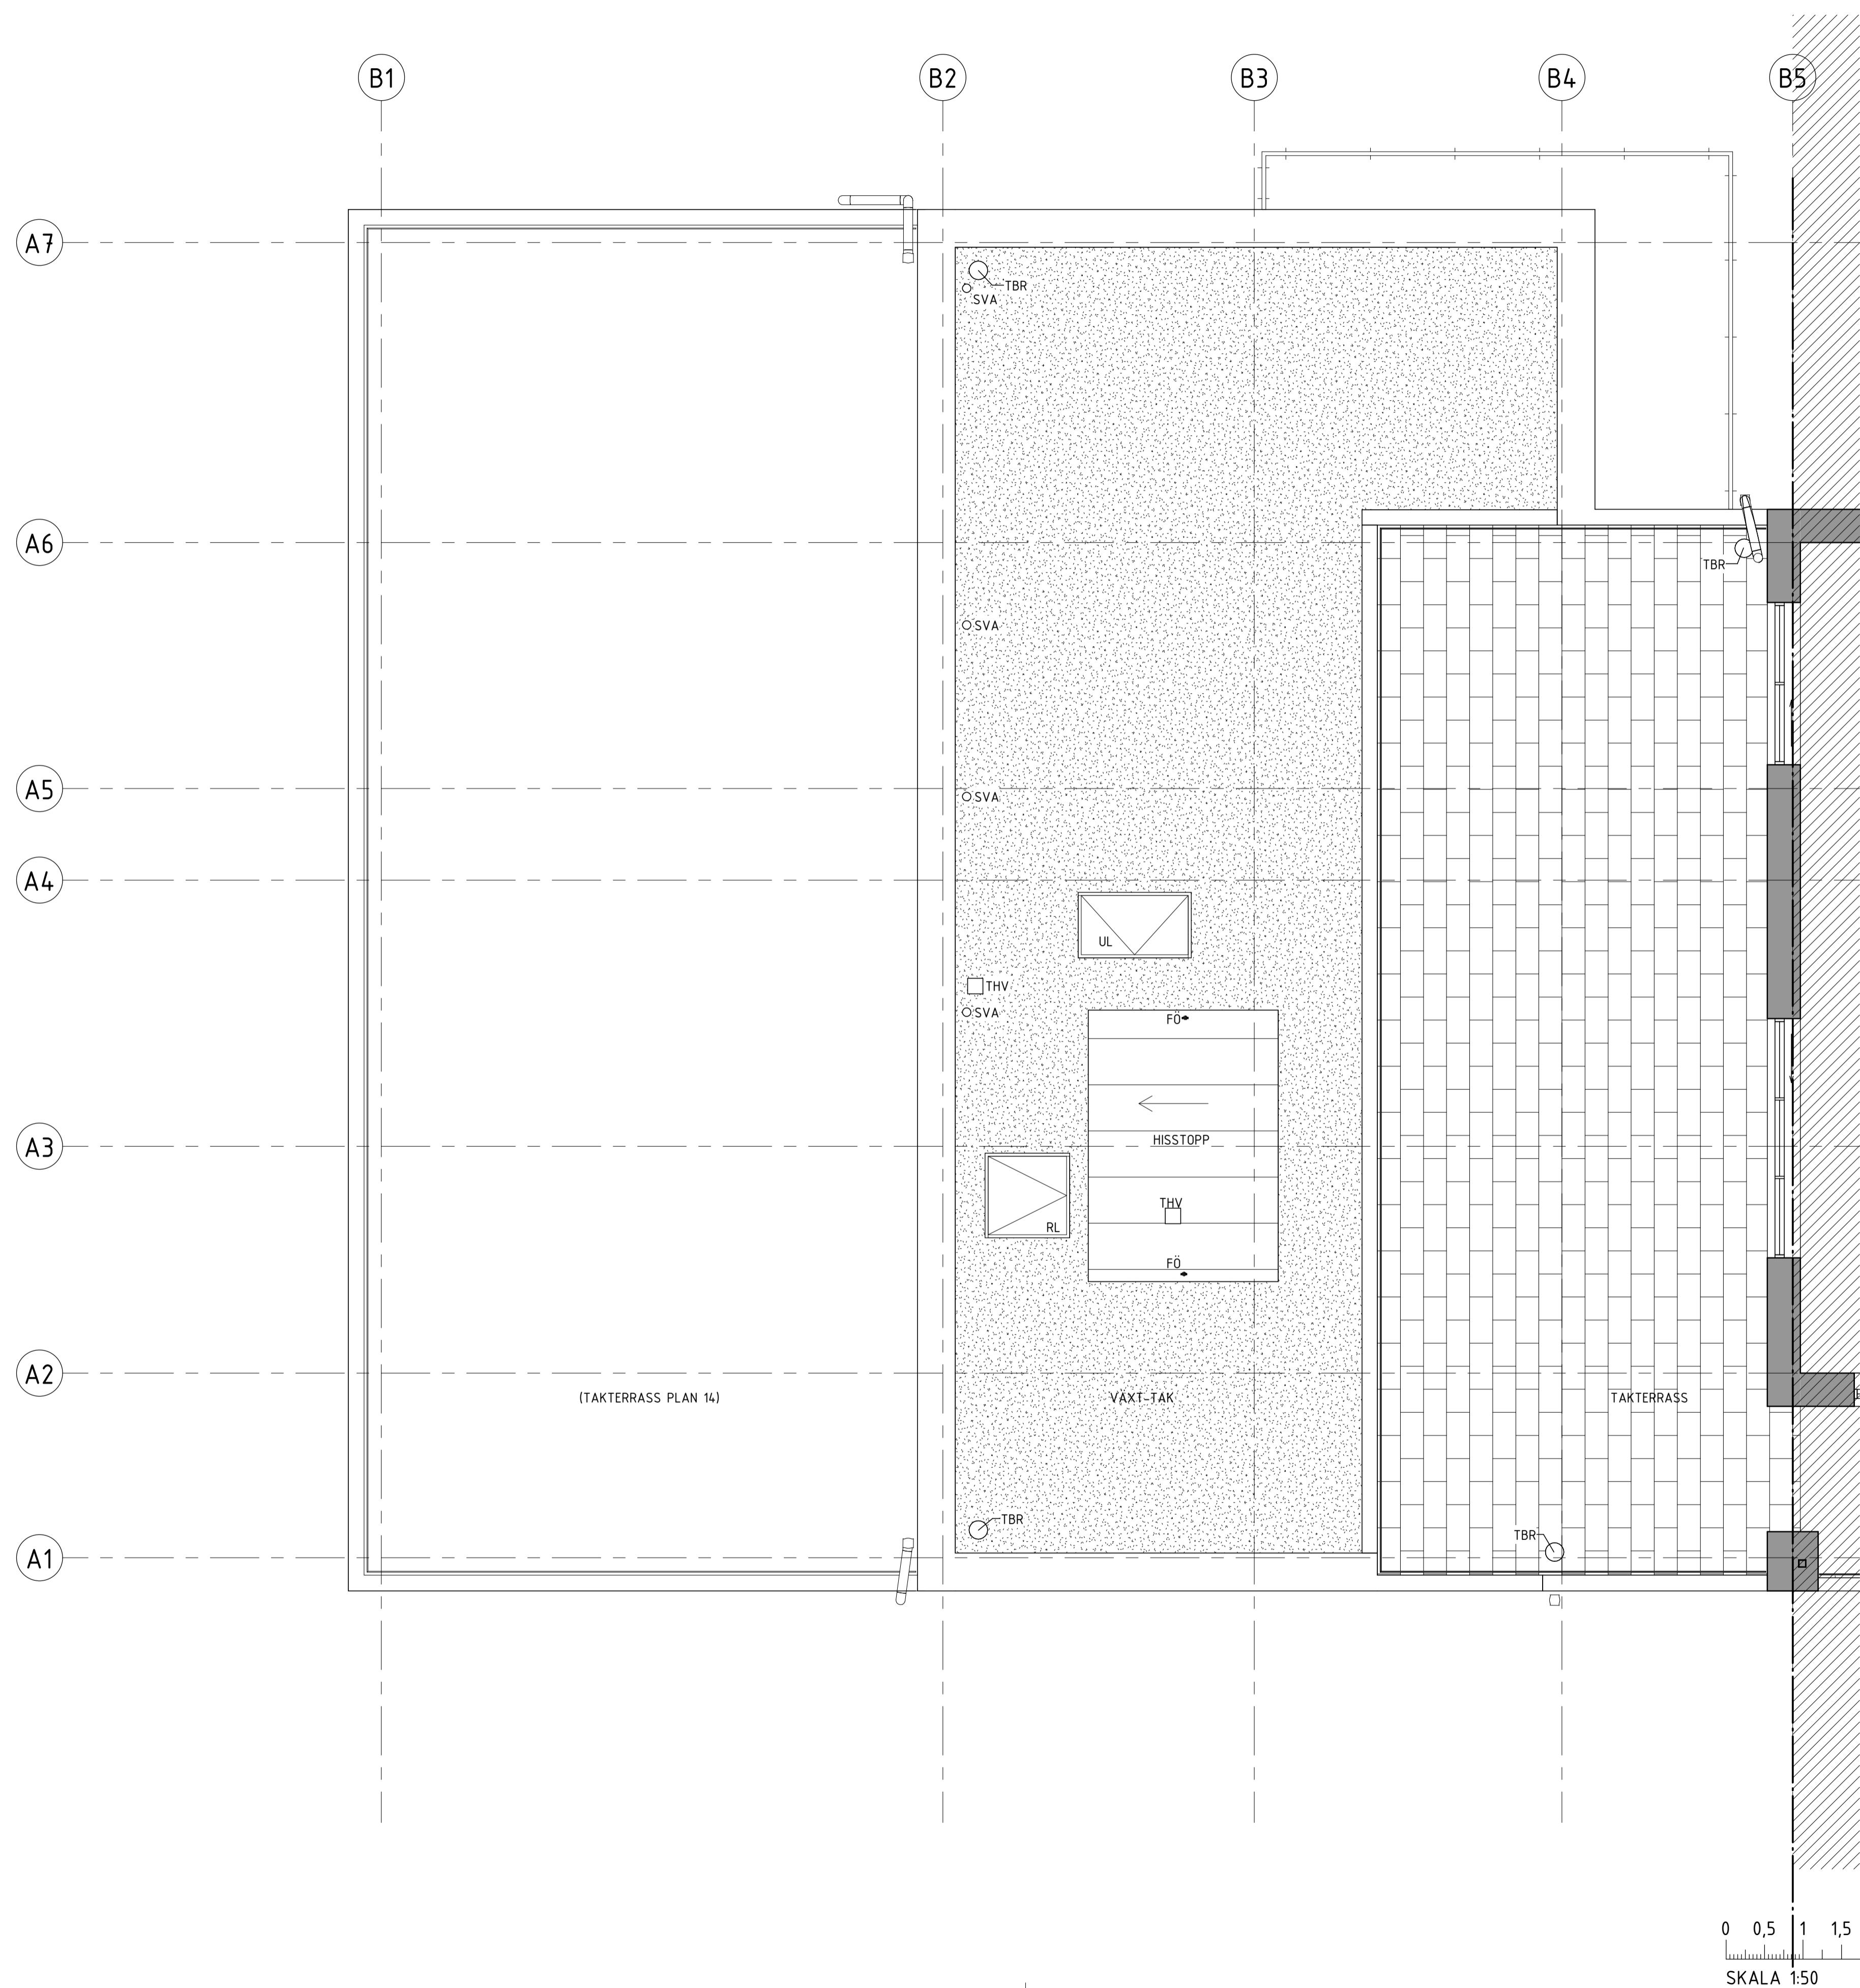 B1 B2 B3 B4 B5
A7
TBR
SVA
A6
TBR
SVA
A5
SVA
A4
UL
THV
SVA
FÖ
HISSTOPP
A3
THV
RL
FÖ
A2
(TAKTERRASS PLAN 14) VÄXT-TAK TAKTERRASS
TBR
TBR
A1
0 0,5 1 1,5
SKALA 1:50